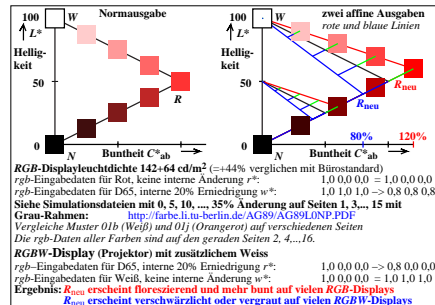 Normausgabe
zwei affine Ausgaben
rote und blaue Linien
100
L*
W
Hellig-
keit
50
R
0
N
Buntheit C*ab
100
L*
W
Hellig-
keit
50
Rneu
Rneu
0
N
80%
120%
Buntheit C*ab
RGB-Displayleuchtdichte 142+64 cd/m² (=+44% verglichen mit Bürostandard)
rgb-Eingabedaten für Rot, keine interne Änderung r*: 1,0 0,0 0,0 = 1,0 0,0 0,0
rgb-Eingabedaten für D65, interne 20% Erniedrigung w*: 1,0 1,0 1,0 –> 0,8 0,8 0,8
Siehe Simulationsdateien mit 0, 5, 10, ..., 35% Änderung auf Seiten 1, 3,.., 15 mit
Grau-Rahmen: http://farbe.li.tu-berlin.de/AG89/AG89L0NP.PDF
Vergleiche Muster 01b (Weiß) und 01j (Orangerot) auf verschiedenen Seiten
Die rgb-Daten aller Farben sind auf den geraden Seiten 2, 4,..,16.
RGBW-Display (Projektor) mit zusätzlichem Weiss
rgb–Eingabedaten für D65, interne 20% Erniedrigung r*: 1,0 0,0 0,0 –> 0,8 0,0 0,0
rgb-Eingabedaten für Weiß, keine interne Änderung w*: 1,0 0,0 0,0 = 1,0 1,0 1,0
Ergebnis: Rneu erscheint floreszierend und mehr bunt auf vielen RGB-Displays
Rneu erscheint verschwärzlicht oder vergraut auf vielen RGB-Displays